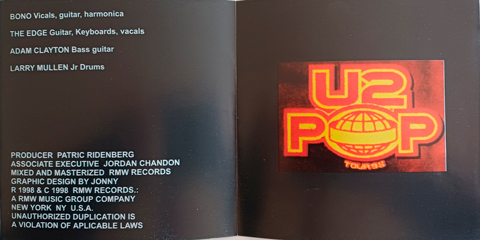 BONO Vicals, guitar, harmonica
THE EDGE Guitar, Keyboards, vacals
ADAM CLAYTON Bass guitar
LARRY MULLEN Jr Drums
PRODUCER PATRIC RIDENBERG
ASSOCIATE EXECUTIVE JORDAN CHANDON
MIXED AND MASTERIZED RMW RECORDS
GRAPHIC DESIGN BY JONNY
R 1998 & C 1998 RMW RECORDS.:
A RMW MUSIC GROUP COMPANY
NEW YORK NY U.S.A.
UNAUTHORIZED DUPLICATION IS
A VIOLATION OF APLICABLE LAWS
U2
POP
TOUR98